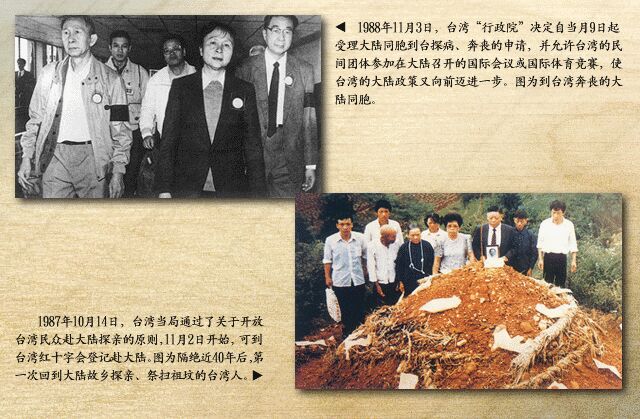 ◀ 1988年11月3日，台湾“行政院”决定自当月9日起
受理大陆同胞到台探病、奔丧的申请，并允许台湾的民
间团体参加在大陆召开的国际会议或国际体育竞赛，使
台湾的大陆政策又向前迈进一步。图为到台湾奔丧的大
陆同胞。
1987年10月14日，台湾当局通过了关于开放
台湾民众赴大陆探亲的原则，11月2日开始，可到
台湾红十字会登记赴大陆。图为隔绝近40年后，第
一次回到大陆故乡探亲、祭扫祖坟的台湾人。▶